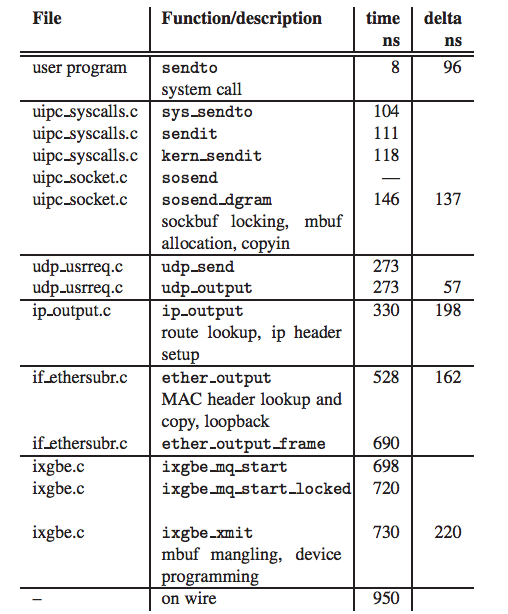 File Function/description time delta
ns ns
user program sendto 8 96
system call
uipc_syscalls.c sys_sendto 104
uipc_syscalls.c sendit 111
uipc_syscalls.c kern_sendit 118
uipc_socket.c sosend —
uipc_socket.c sosend_dgram 146 137
sockbuf locking, mbuf
allocation, copyin
udp_usrreq.c udp_send 273
udp_usrreq.c udp_output 273 57
ip_output.c ip_output 330 198
route lookup, ip header
setup
if_ethersubr.c ether_output 528 162
MAC header lookup and
copy, loopback
if_ethersubr.c ether_output_frame 690
ixgbe.c ixgbe_mq_start 698
ixgbe.c ixgbe_mq_start_locked 720
ixgbe.c ixgbe_xmit 730 220
mbuf mangling, device
programming
– on wire 950